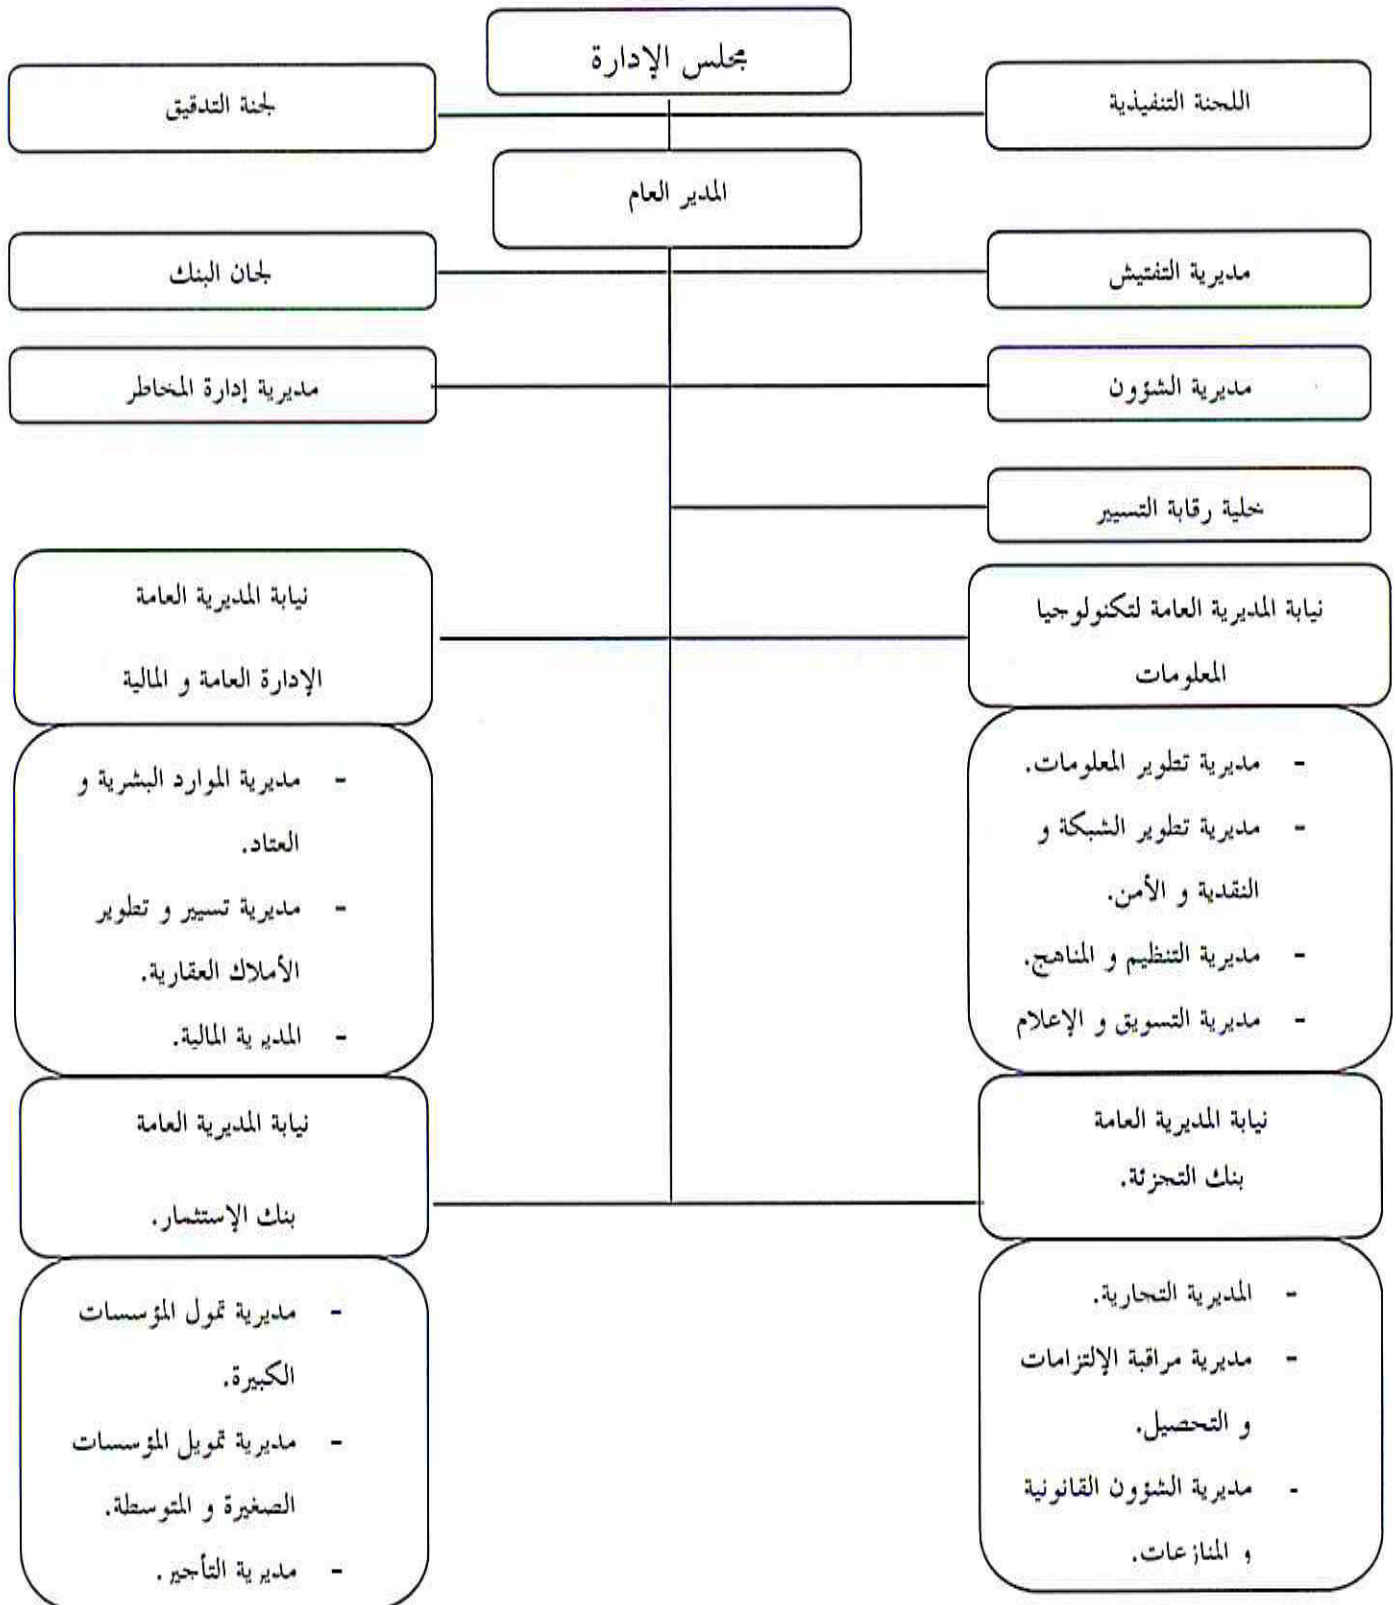 مجلس الإدارة
اللجنة التنفيذية
لجنة التدقيق
المدير العام
مديرية التفتيش
لجان البنك
مديرية الشؤون
مديرية إدارة المخاطر
خلية رقابة التسيير
نيابة المديرية العامة لتكنولوجيا
المعلومات
- مديرية تطوير المعلومات.
- مديرية تطوير الشبكة و
النقدية و الأمن.
- مديرية التنظيم و المناهج.
- مديرية التسويق و الإعلام
نيابة المديرية العامة
الإدارة العامة و المالية
- مديرية الموارد البشرية و
العتاد.
- مديرية تسيير و تطوير
الأملاك العقارية.
- المديرية المالية.
نيابة المديرية العامة
بنك التجزئة.
- المديرية التجارية.
- مديرية مراقبة الإلتزامات
و التحصيل.
- مديرية الشؤون القانونية
و المنازعات.
نيابة المديرية العامة
بنك الإستثمار.
- مديرية تمول المؤسسات
الكبيرة.
- مديرية تمويل المؤسسات
الصغيرة و المتوسطة.
- مديرية التأجير.